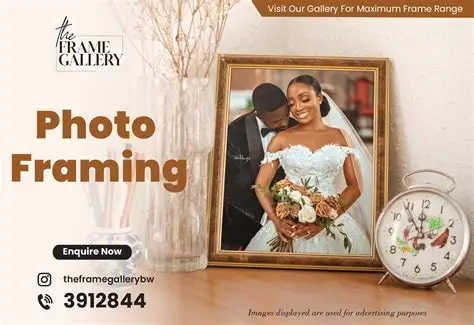 Visit Our Gallery For Maximum Frame Range
the
FRAME
GALLERY
Photo
Framing
Enquire Now
theframegallerybw
3912844
Images displayed are used for advertising purposes